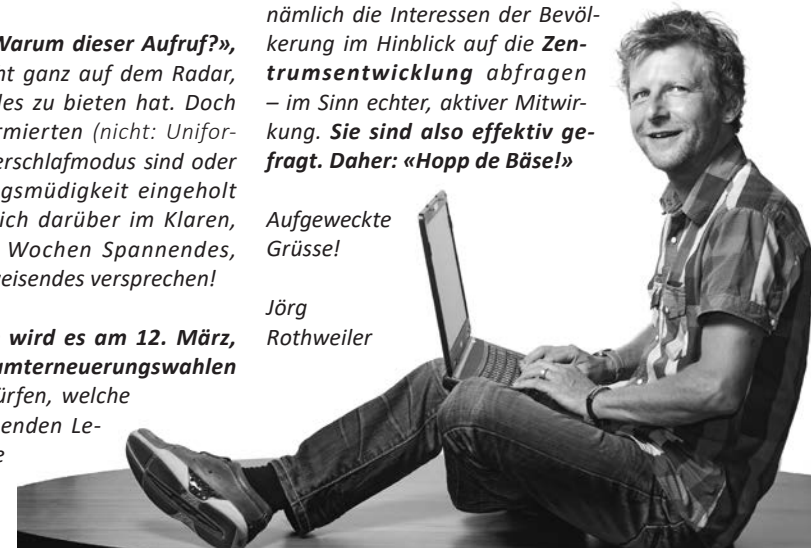 Warum dieser Aufruf?»,
nt ganz auf dem Radar,
les zu bieten hat. Doch
rmierten (nicht: Unifor-
erschlafmodus sind oder
gsmüdigkeit eingeholt
ich darüber im Klaren,
Wochen Spannendes,
eisendes versprechen!
wird es am 12. März,
amterneuerungswahlen
ürfen, welche
enden Le-
e
nämlich die Interessen der Bevöl-
kerung im Hinblick auf die Zen-
trumsentwicklung abfragen
– im Sinn echter, aktiver Mitwir-
kung. Sie sind also effektiv ge-
fragt. Daher: «Hopp de Bäse!»
Aufgeweckte
Grüsse!
Jörg
Rothweiler